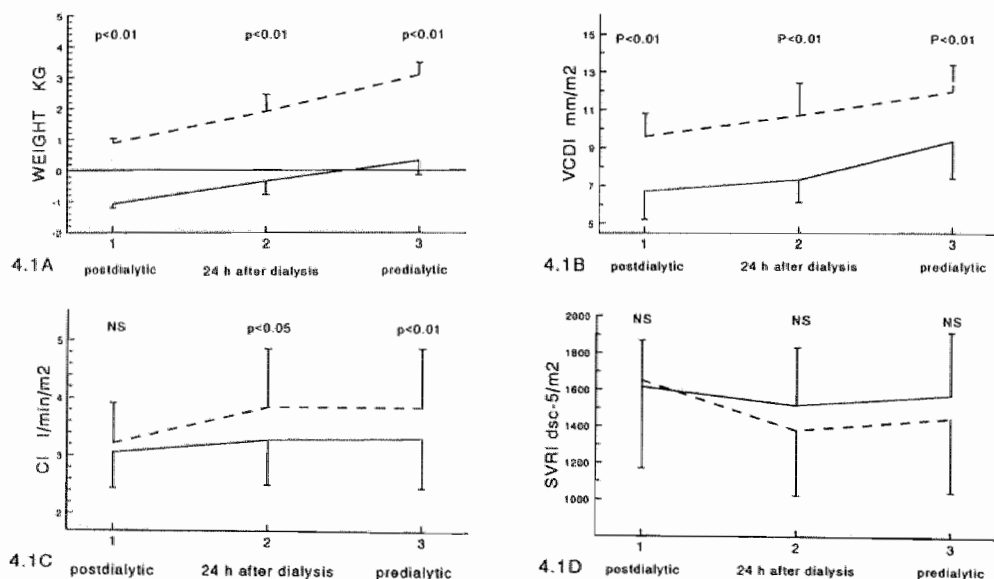 5
4
3
2
1
0
-1
-2
WEIGHT KG
p<0.01 p<0.01 p<0.01
1 2 3
4.1A postdialytic 24 h after dialysis predialytic
15
13
11
9
7
5
VCDI mm/m2
P<0.01 P<0.01 P<0.01
1 2 3
4.1B postdialytic 24 h after dialysis predialytic
5
4
3
2
CI l/min/m2
NS p<0.05 p<0.01
1 2 3
4.1C postdialytic 24 h after dialysis predialytic
2000
1800
1600
1400
1200
1000
SVRI dsc-5/m2
NS NS NS
1 2 3
4.1D postdialytic 24 h after dialysis predialytic